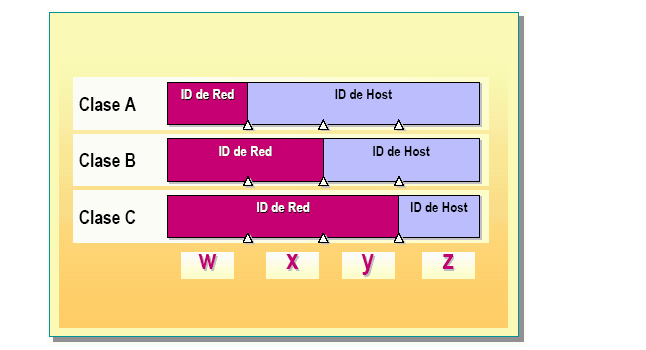 ID de Red ID de Host
Clase A
ID de Red ID de Host
Clase B
ID de Red ID de Host
Clase C
w x y z